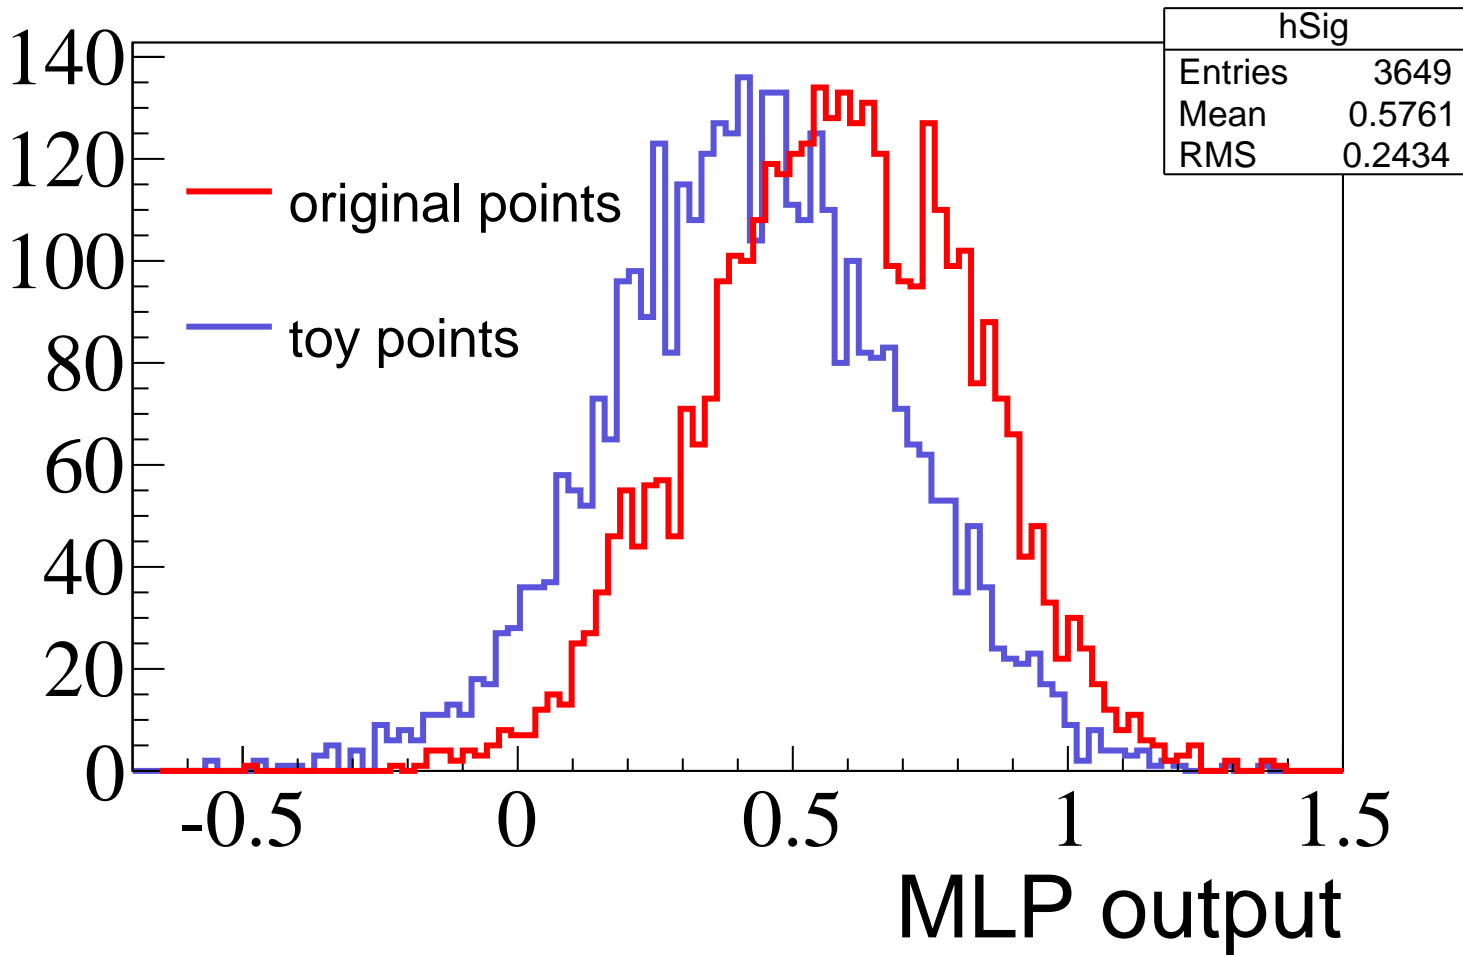 hSig
Entries 3649
Mean 0.5761
RMS 0.2434
140
120
100
80
60
40
20
0
original points
toy points
-0.5 0 0.5 1 1.5
MLP output